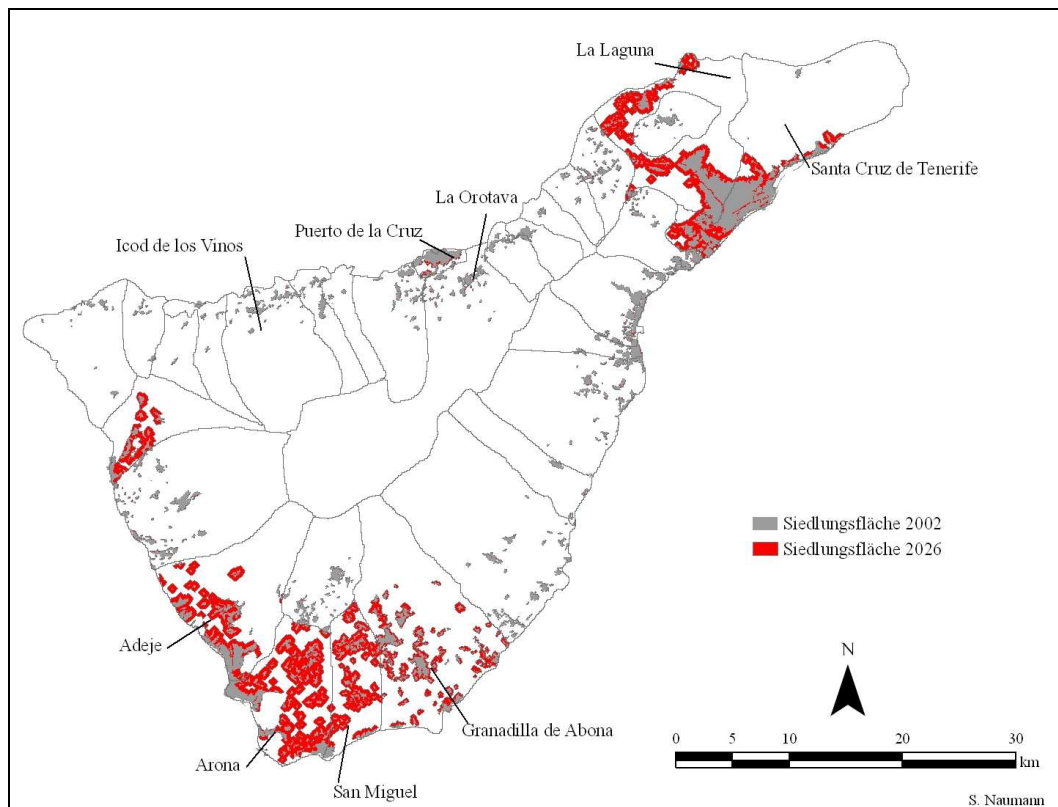 La Laguna
Santa Cruz de Tenerife
La Orotava
Puerto de la Cruz
Icod de los Vinos
Siedlungsfläche 2002
Siedlungsfläche 2026
Adeje
N
Granadilla de Abona
Arona
San Miguel
0 5 10 20 30
km
S. Naumann